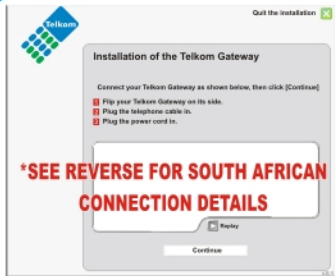 Quit the installation
Telkom
Installation of the Telkom Gateway
Connect your Telkom Gateway as shown below, then click [Continue]
1 Flip your Telkom Gateway on its side.
2 Plug the telephone cable in.
3 Plug the power cord in.
*SEE REVERSE FOR SOUTH AFRICAN
CONNECTION DETAILS
Replay
Continue